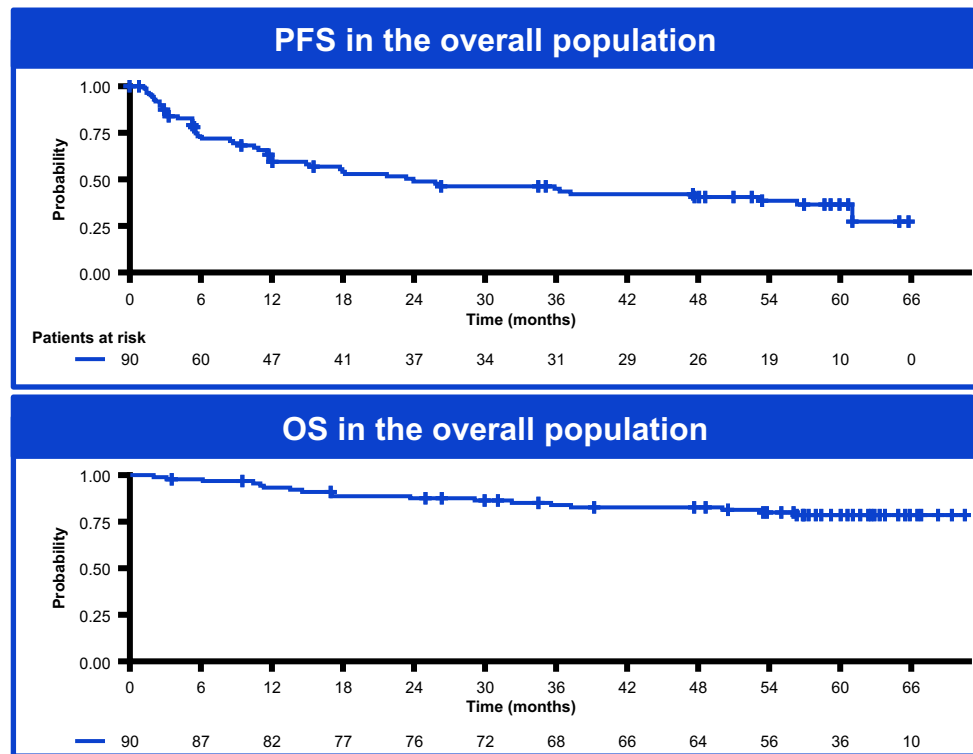 PFS in the overall population
1.00
0.75
0.50
0.25
0.00
Probability
0 6 12 18 24 30 36 42 48 54 60 66
Time (months)
Patients at risk
90 60 47 41 37 34 31 29 26 19 10 0
OS in the overall population
1.00
0.75
0.50
0.25
0.00
Probability
0 6 12 18 24 30 36 42 48 54 60 66
Time (months)
90 87 82 77 76 72 68 66 64 56 36 10